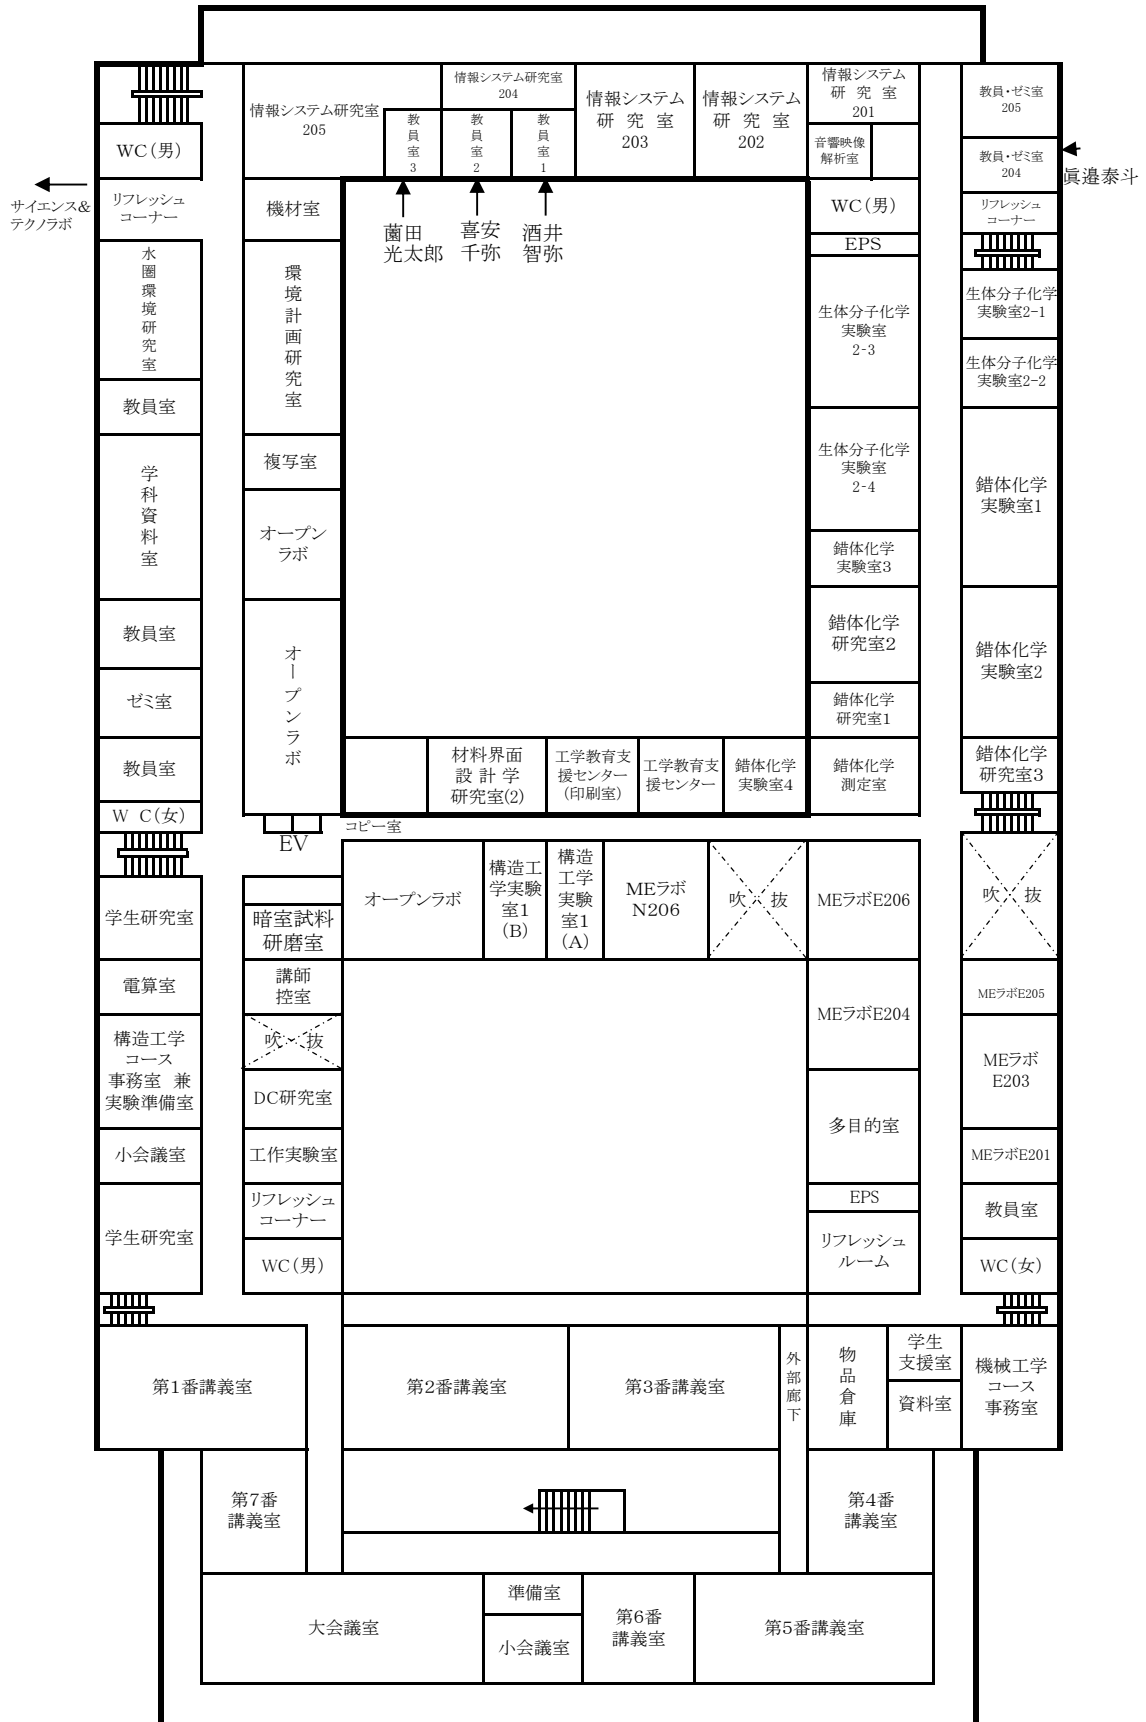 情報システム研究室
205
情報システム研究室
204
教員室3
教員室2
教員室1
情報システム
研 究 室
203
情報システム
研 究 室
202
情報システム
研 究 室
201
音響映像
解析室
教員・ゼミ室
205
教員・ゼミ室
204
眞邉泰斗
WC(男)
リフレッシュ
コーナー
サイエンス&
テクノラボ
機材室
薗田
光太郎
喜安
千弥
酒井
智弥
WC(男)
EPS
リフレッシュ
コーナー
水圏環境研究室
環境計画研究室
生体分子化学
実験室
2-3
生体分子化学
実験室2-1
生体分子化学
実験室2-2
教員室
学科資料室
複写室
オープン
ラボ
生体分子化学
実験室
2-4
錯体化学
実験室1
錯体化学
実験室3
教員室
ゼミ室
教員室
W C(女)
オープンラボ
錯体化学
研究室2
錯体化学
研究室1
錯体化学
実験室2
材料界面
設 計 学
研究室(2)
工学教育支
援センター
(印刷室)
工学教育支
援センター
錯体化学
実験室4
錯体化学
測定室
錯体化学
研究室3
コピー室
EV
オープンラボ
構造工
学実験
室1
(B)
構造
工学
実験
室1
(A)
MEラボ
N206
吹 抜
MEラボE206
吹 抜
学生研究室
暗室試料
研磨室
電算室
講師
控室
MEラボE204
MEラボE205
構造工学
コース
事務室 兼
実験準備室
吹 抜
DC研究室
MEラボ
E203
多目的室
小会議室
工作実験室
MEラボE201
学生研究室
リフレッシュ
コーナー
WC(男)
EPS
リフレッシュ
ルーム
教員室
WC(女)
第1番講義室
第2番講義室
第3番講義室
外部廊下
物品倉庫
学生
支援室
資料室
機械工学
コース
事務室
第7番
講義室
第4番
講義室
大会議室
準備室
小会議室
第6番
講義室
第5番講義室